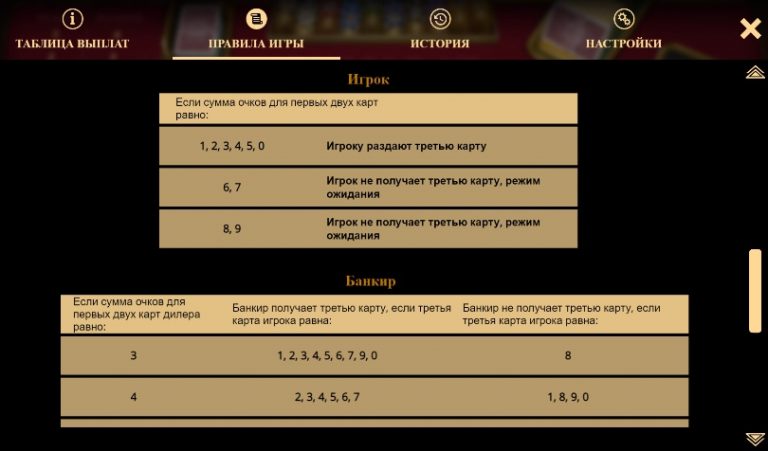 ТАБЛИЦА ВЫПЛАТ
ПРАВИЛА ИГРЫ
ИСТОРИЯ
НАСТРОЙКИ
Игрок
Если сумма очков для первых двух карт
равно:
1, 2, 3, 4, 5, 0 Игроку раздают третью карту
6, 7 Игрок не получает третью карту, режим
ожидания
8, 9 Игрок не получает третью карту, режим
ожидания
Банкир
Если сумма очков для
первых двух карт дилера
равно:
Банкир получает третью карту, если третья
карта игрока равна:
Банкир не получает третью карту, если
третья карта игрока равна:
3 1, 2, 3, 4, 5, 6, 7, 9, 0 8
4 2, 3, 4, 5, 6, 7 1, 8, 9, 0